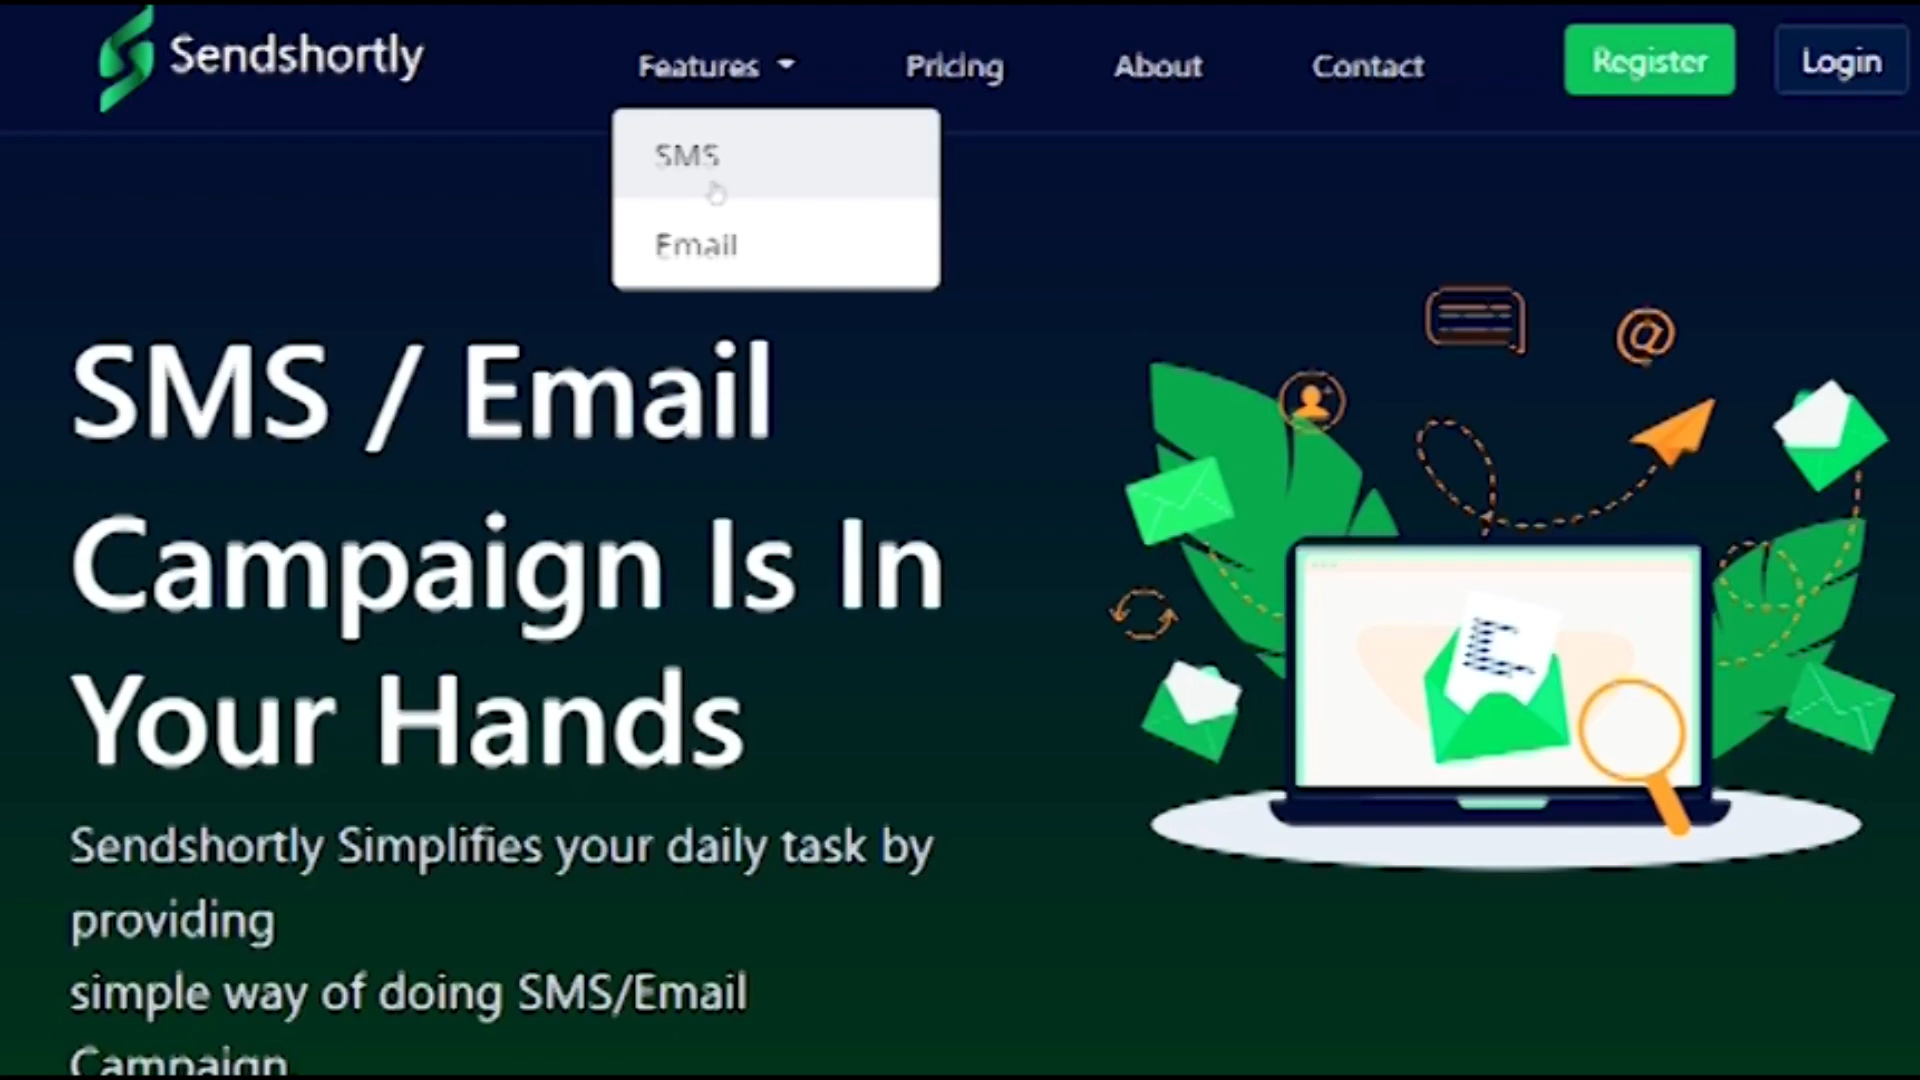 Sendshortly
Features
Pricing
About
Contact
Register
Login
SMS
Email
SMS / Email
Campaign Is In
Your Hands
Sendshortly Simplifies your daily task by
providing
simple way of doing SMS/Email
Campaign
@